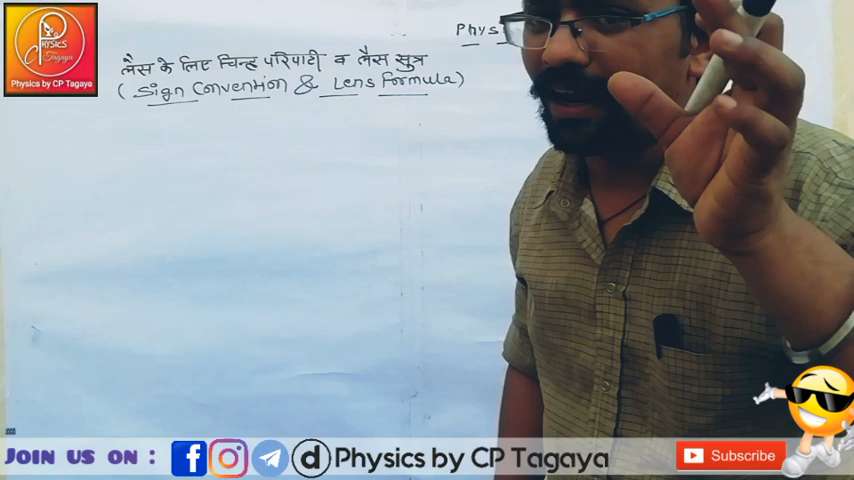 PHYSICS
CP
Tagaya
Physics by CP Tagaya
Phys
लैंस के लिए चिन्ह परिपाटी व लैंस सुत्र
( Sign Convention & Lens Formula )
JOIN US ON : f d Physics by CP Tagaya
Subscribe